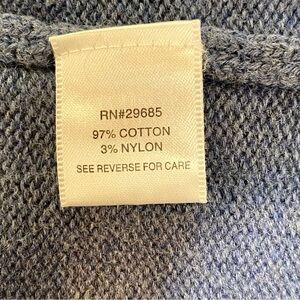 RN#29685
97% COTTON
3% NYLON
SEE REVERSE FOR CARE